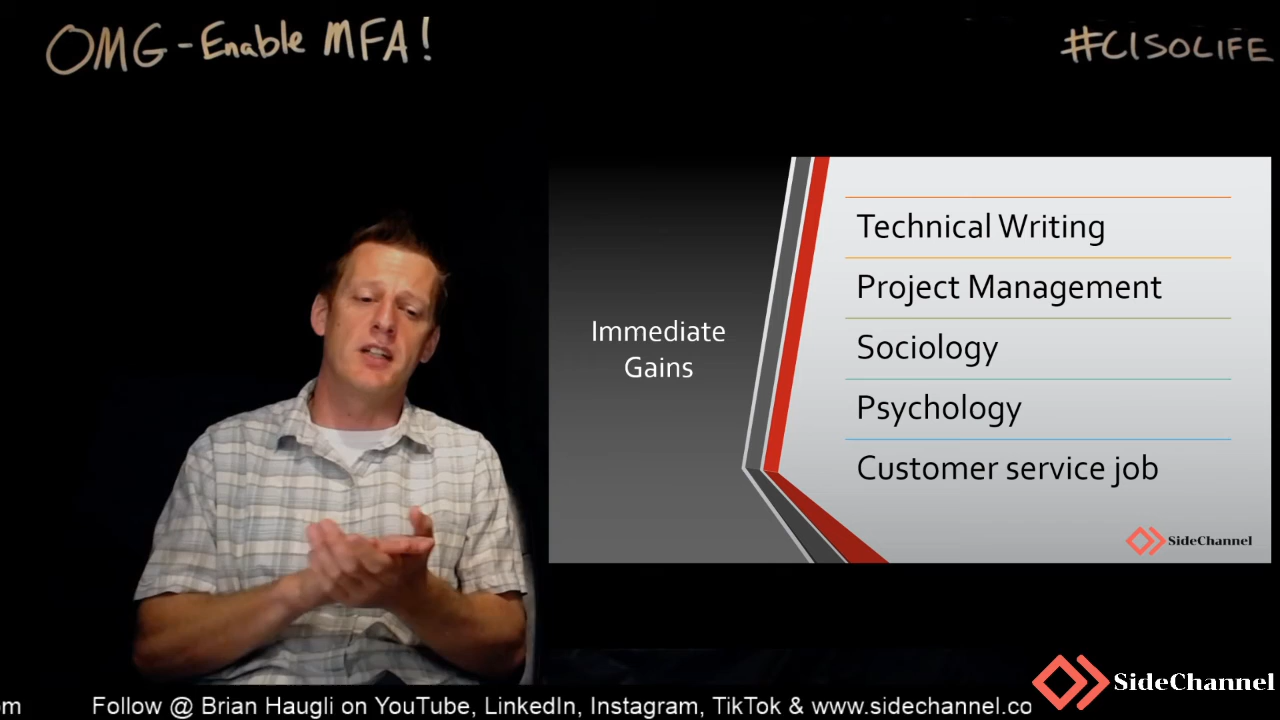 OMG-Enable MFA!
#CISOLIFE
Immediate
Gains
Technical Writing
Project Management
Sociology
Psychology
Customer service job
SideChannel
SideChannel
om Follow @ Brian Haugli on YouTube, LinkedIn, Instagram, TikTok & www.sidechannel.co